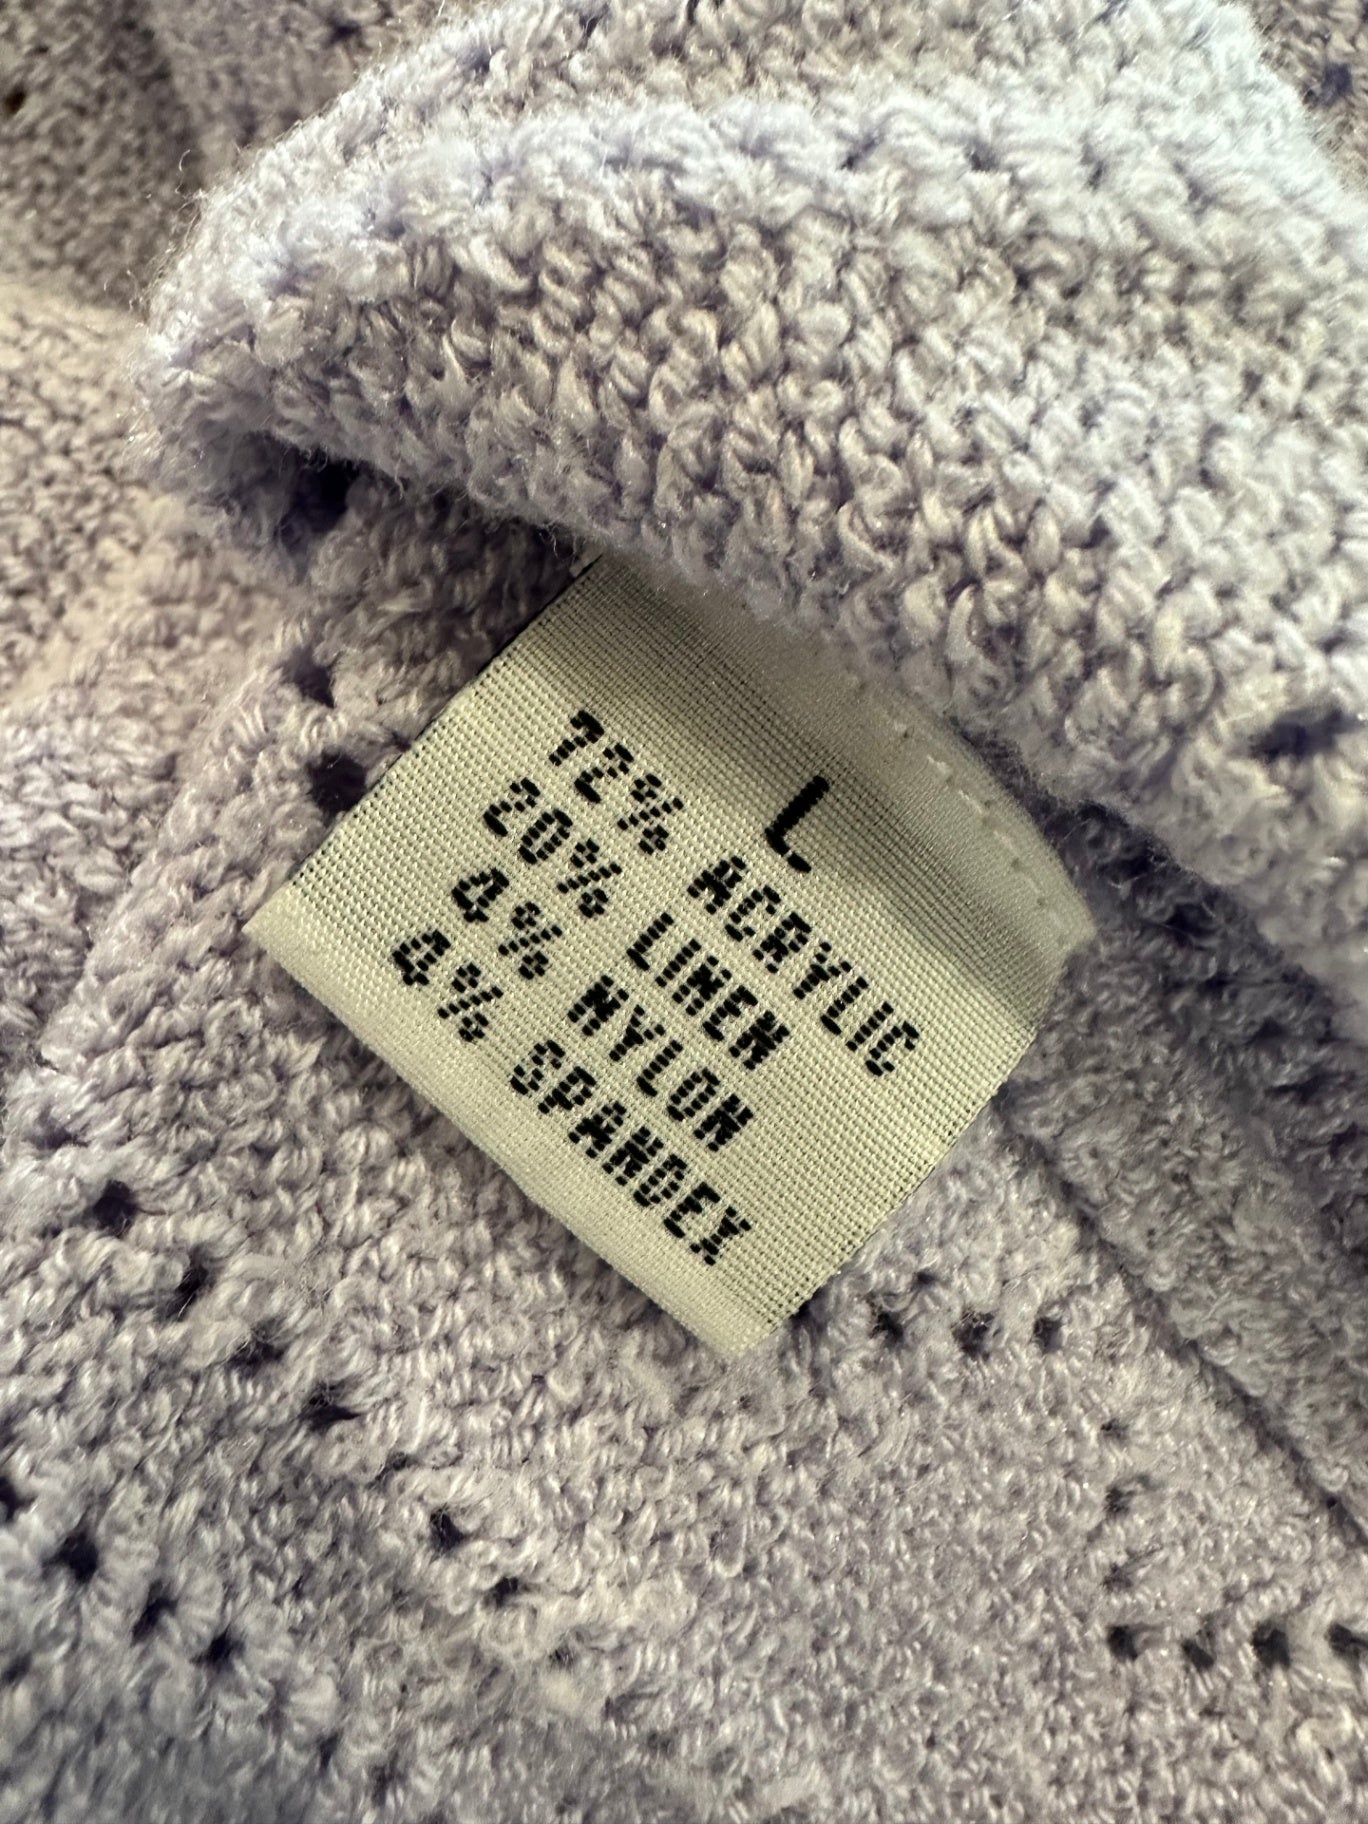 L
72% ACRYLIC
20% LINEN
4% NYLON
4% SPANDEX